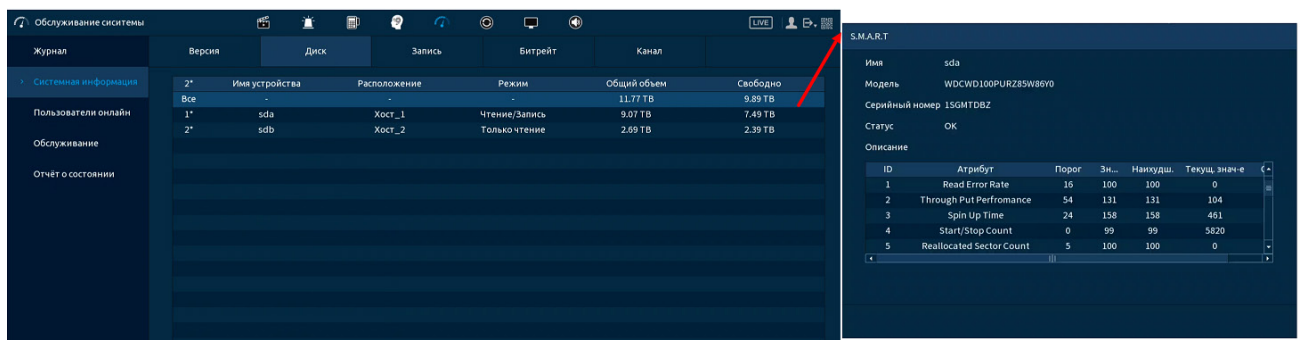 Обслуживание сиситемы LIVE
Журнал Версия Диск Запись Битрейт Канал
Системная информация
Пользователи онлайн
Обслуживание
Отчёт о состоянии
2* Имя устройства Расположение Режим Общий объем Свободно
Все - - - 11.77 TB 9.89 TB
1* sda Хост_1 Чтение/Запись 9.07 TB 7.49 TB
2* sdb Хост_2 Только чтение 2.69 TB 2.39 TB
S.M.A.R.T
Имя sda
Модель WDCWD100PURZ85W86Y0
Серийный номер 1SGMTDBZ
Статус OK
Описание
ID Атрибут Порог Зн... Наихудш. Текущ. знач-е
1 Read Error Rate 16 100 100 0
2 Through Put Perfromance 54 131 131 104
3 Spin Up Time 24 158 158 461
4 Start/Stop Count 0 99 99 5820
5 Reallocated Sector Count 5 100 100 0